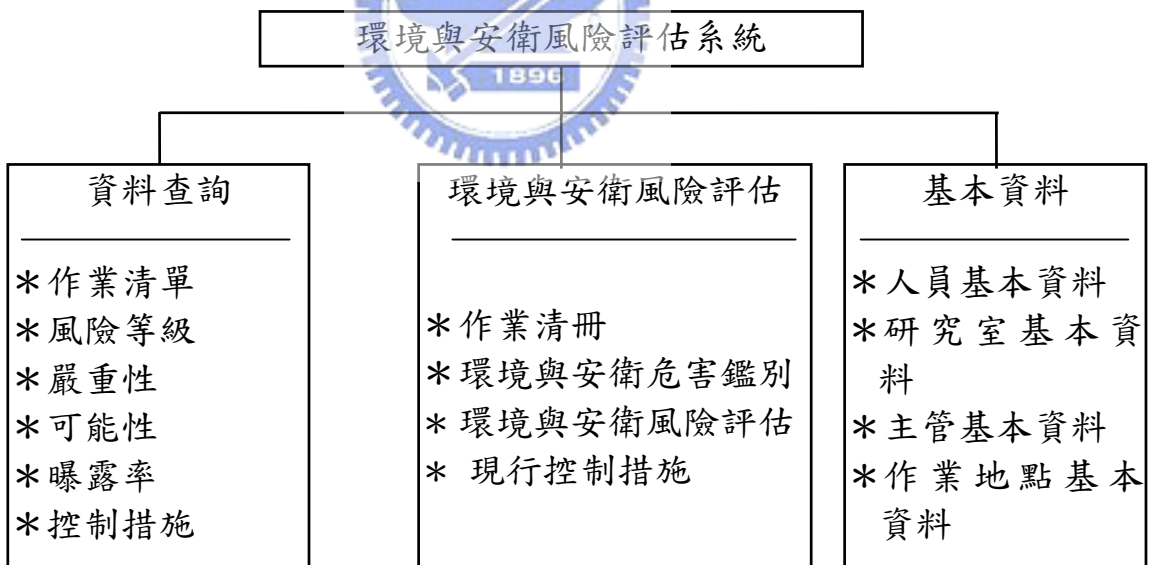 環境與安衛風險評估系統
1896
資料查詢
＊作業清單
＊風險等級
＊嚴重性
＊可能性
＊曝露率
＊控制措施
環境與安衛風險評估
＊作業清冊
＊環境與安衛危害鑑別
＊環境與安衛風險評估
＊ 現行控制措施
基本資料
＊人員基本資料
＊研究室基本資
料
＊主管基本資料
＊作業地點基本
資料